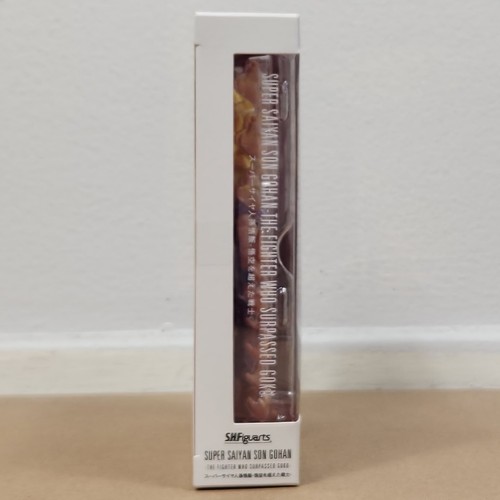 SUPER SAIYAN SON GOHAN-THE FIGHTER WHO SURPASSED GOKU-
スーパーサイヤ人孫悟飯-悟空を超えた戦士-
S.H.Figuarts
SUPER SAIYAN SON GOHAN
-THE FIGHTER WHO SURPASSED GOKU-
スーパーサイヤ人孫悟飯-悟空を超えた戦士-